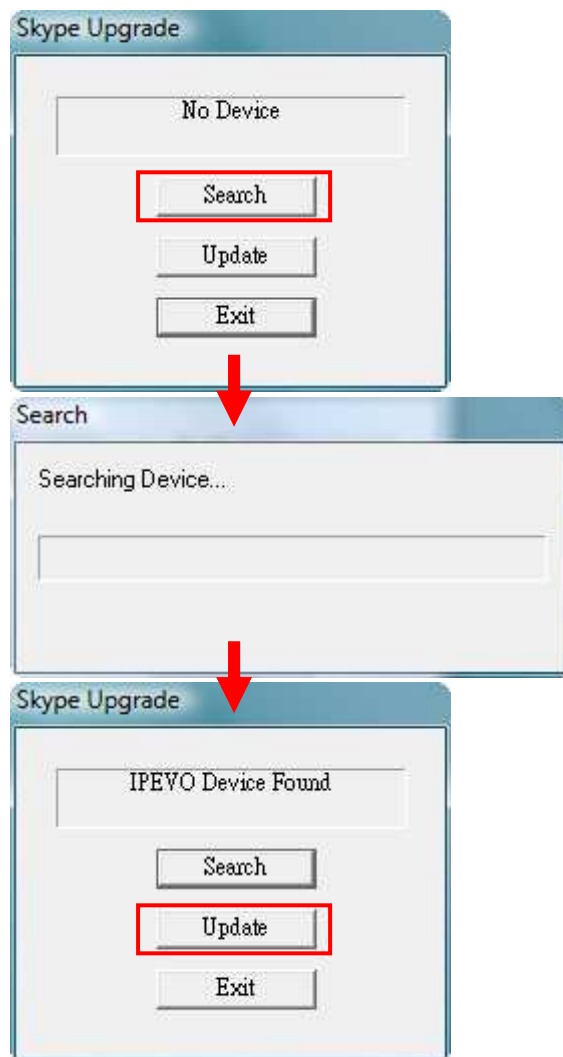 Skype Upgrade
No Device
Search
Update
Exit
Search
Searching Device...
Skype Upgrade
IPEVO Device Found
Search
Update
Exit